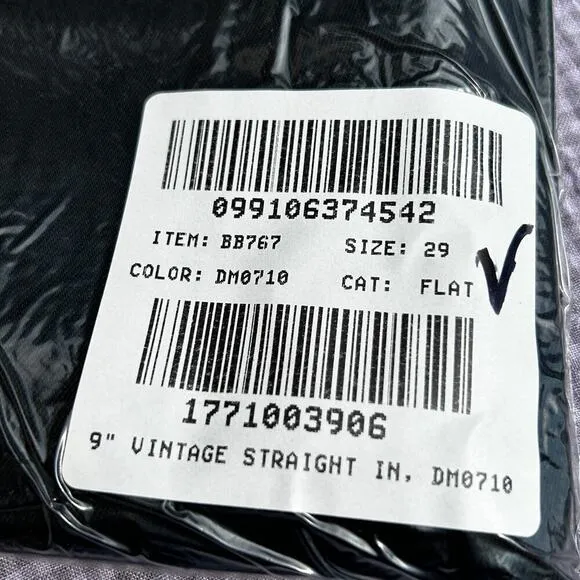 099106374542
ITEM: BB767 SIZE: 29
COLOR: DM0710 CAT: FLAT
1771003906
9" VINTAGE STRAIGHT IN, DM0710